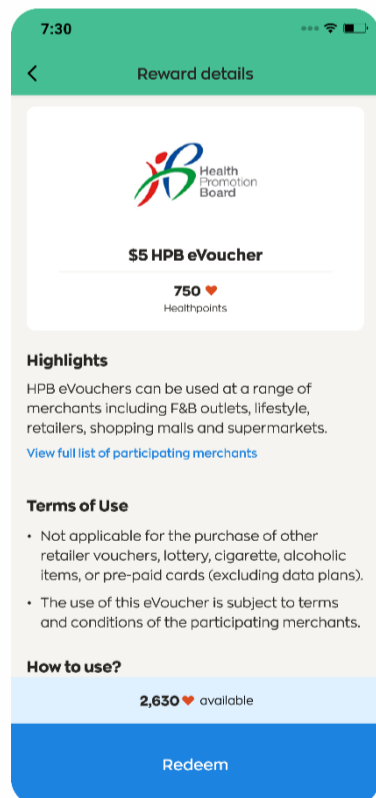 7:30
Reward details
Health
Promotion
Board
$5 HPB eVoucher
750
Healthpoints
Highlights
HPB eVouchers can be used at a range of
merchants including F&B outlets, lifestyle,
retailers, shopping malls and supermarkets.
View full list of participating merchants
Terms of Use
• Not applicable for the purchase of other
retailer vouchers, lottery, cigarette, alcoholic
items, or pre-paid cards (excluding data plans).
• The use of this eVoucher is subject to terms
and conditions of the participating merchants.
How to use?
2,630 available
Redeem